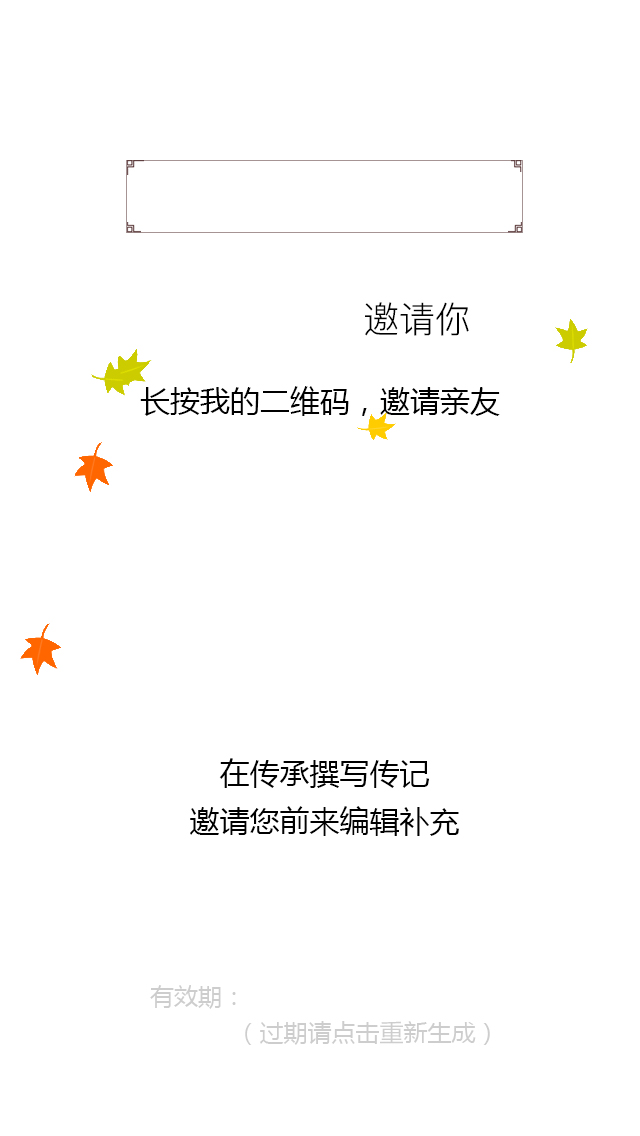 邀请你
长按我的二维码，邀请亲友
在传承撰写传记
邀请您前来编辑补充
有效期：
（过期请点击重新生成）